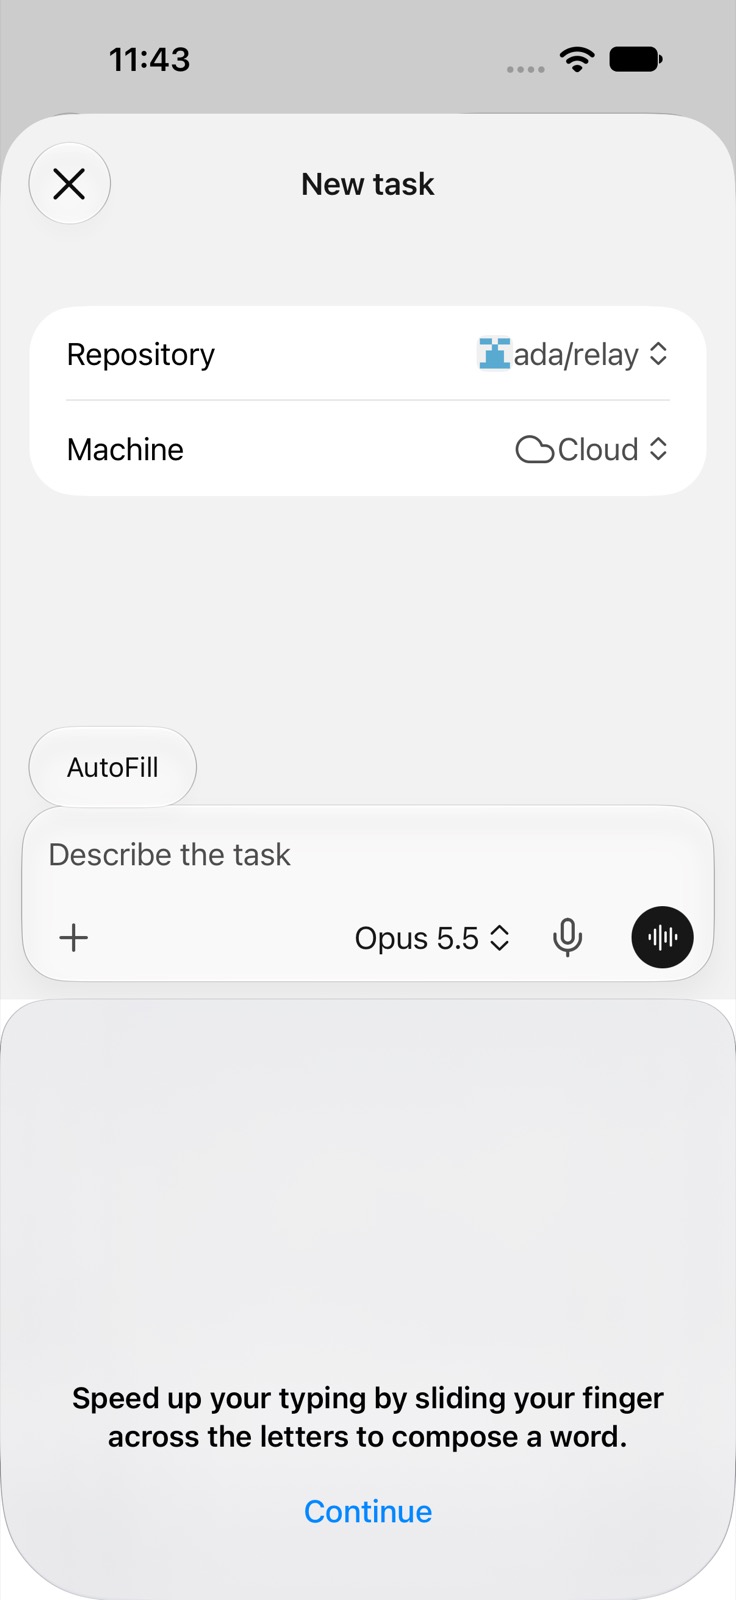 11:43
New task
Repository
ada/relay
Machine
Cloud
AutoFill
Describe the task
Opus 5.5
Speed up your typing by sliding your finger
across the letters to compose a word.
Continue